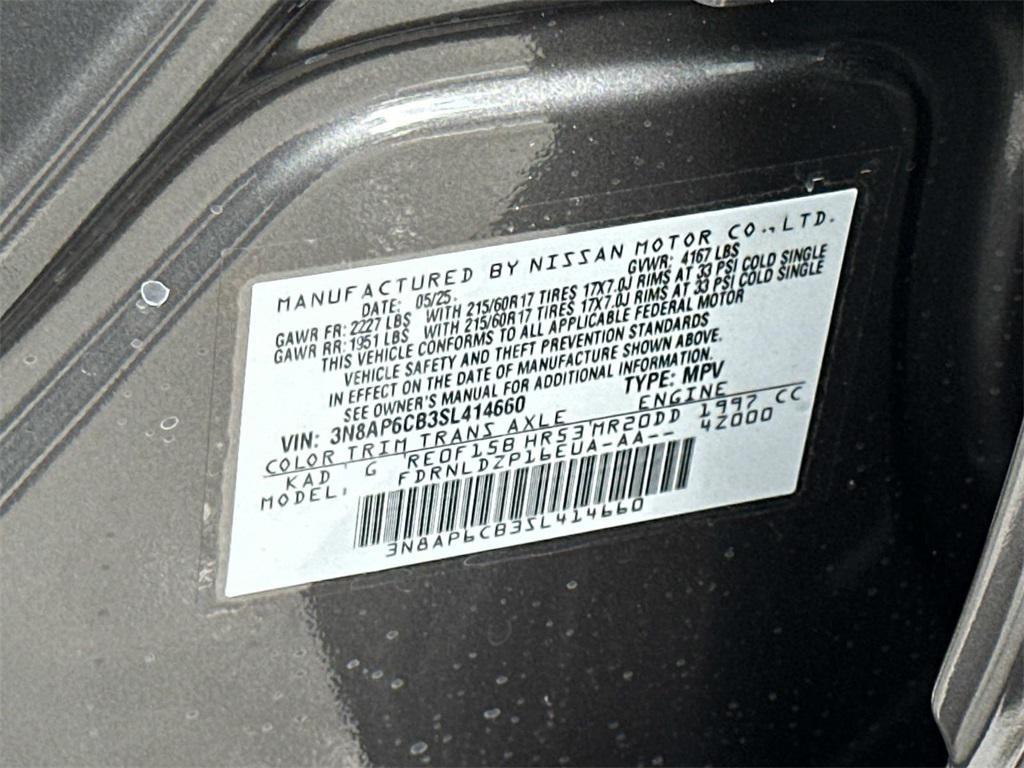 MANUFACTURED BY NISSAN MOTOR CO., LTD.
DATE: 05/25. GVWR: 4167 LBS
GAWR FR: 2227 LBS WITH 215/60R17 TIRES 17X7.0J RIMS AT 33 PSI COLD SINGLE
GAWR RR: 1951 LBS WITH 215/60R17 TIRES 17X7.0J RIMS AT 33 PSI COLD SINGLE
THIS VEHICLE CONFORMS TO ALL APPLICABLE FEDERAL MOTOR
VEHICLE SAFETY AND THEFT PREVENTION STANDARDS
IN EFFECT ON THE DATE OF MANUFACTURE SHOWN ABOVE.
SEE OWNER'S MANUAL FOR ADDITIONAL INFORMATION.
VIN: 3N8AP6CB3SL414660 TYPE: MPV
COLOR TRIM TRANS AXLE ENGINE
KAD G RE0F15B HR53 MR20DD 1997 CC
MODEL: FDRNLDZP16EUA-AA-- 42000
3N8AP6CB3SL414660